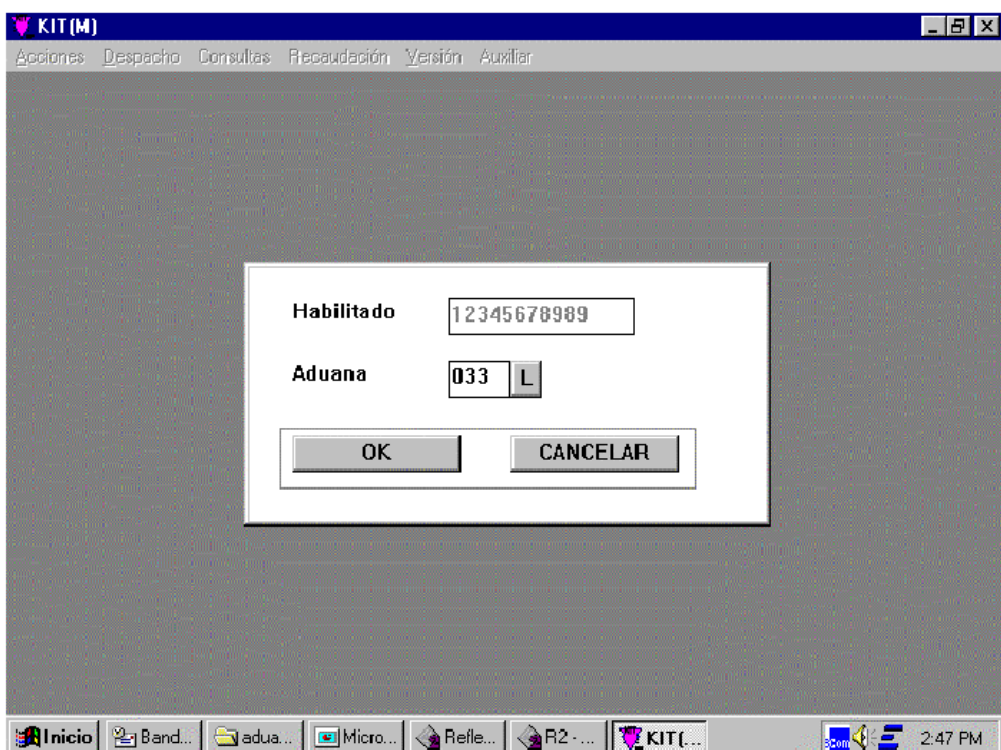 KIT(M)
Acciones Despacho Consultas Recaudación Versión Auxiliar
Habilitado 12345678989
Aduana 033 L
OK CANCELAR
Inicio Band... adua... Micro... Refle... R2 - ... KIT(... 3Com 2:47 PM